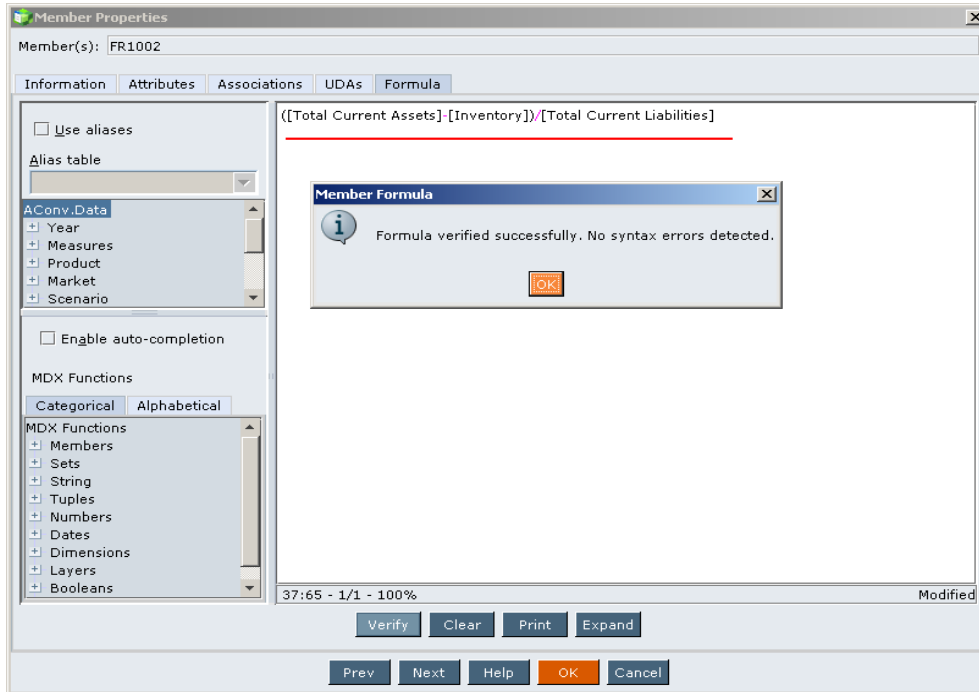 Member Properties
Member(s): FR1002
Information Attributes Associations UDAs Formula
Use aliases
Alias table
AConv.Data
Year
Measures
Product
Market
Scenario
Enable auto-completion
MDX Functions
Categorical Alphabetical
MDX Functions
Members
Sets
String
Tuples
Numbers
Dates
Dimensions
Layers
Booleans
([Total Current Assets]-[Inventory])/[Total Current Liabilities]
Member Formula
Formula verified successfully. No syntax errors detected.
OK
37:65 - 1/1 - 100% Modified
Verify Clear Print Expand
Prev Next Help OK Cancel